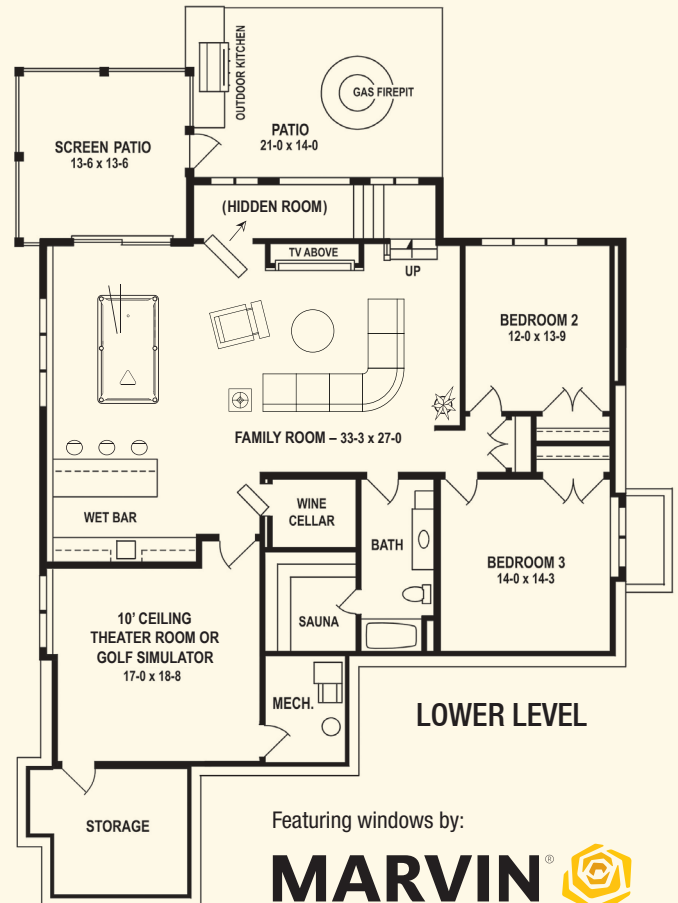 OUTDOOR KITCHEN
GAS FIREPIT
PATIO
21-0 x 14-0
SCREEN PATIO
13-6 x 13-6
(HIDDEN ROOM)
TV ABOVE
UP
BEDROOM 2
12-0 x 13-9
FAMILY ROOM – 33-3 x 27-0
WET BAR
WINE
CELLAR
BATH
BEDROOM 3
14-0 x 14-3
SAUNA
10' CEILING
THEATER ROOM OR
GOLF SIMULATOR
17-0 x 18-8
MECH.
LOWER LEVEL
STORAGE
Featuring windows by:
MARVIN®